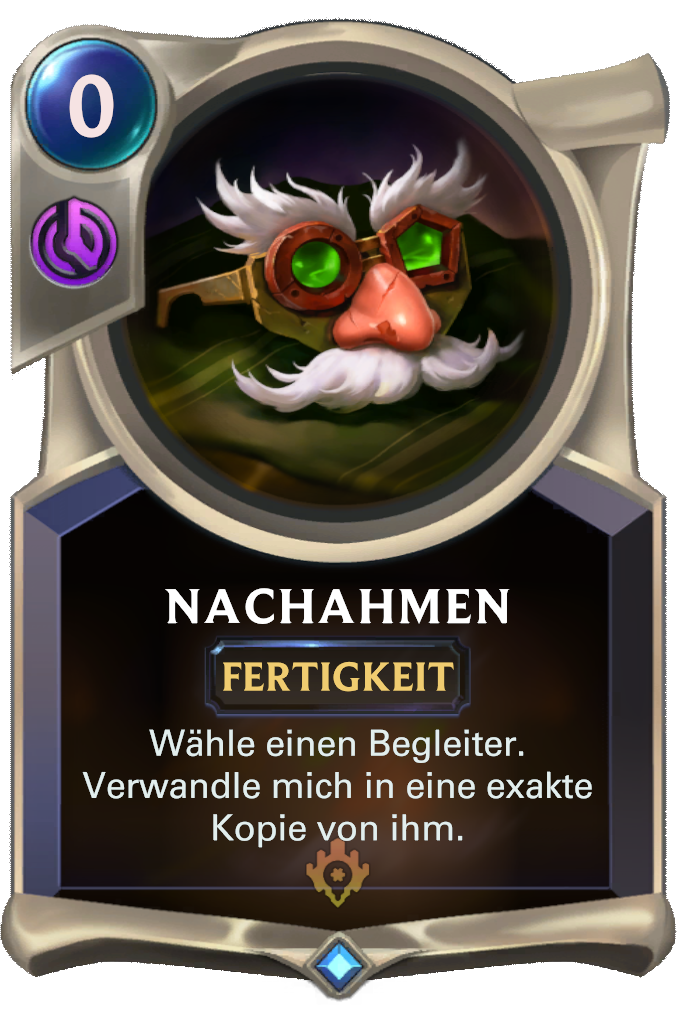 0
NACHAHMEN
FERTIGKEIT
Wähle einen Begleiter.
Verwandle mich in eine exakte
Kopie von ihm.